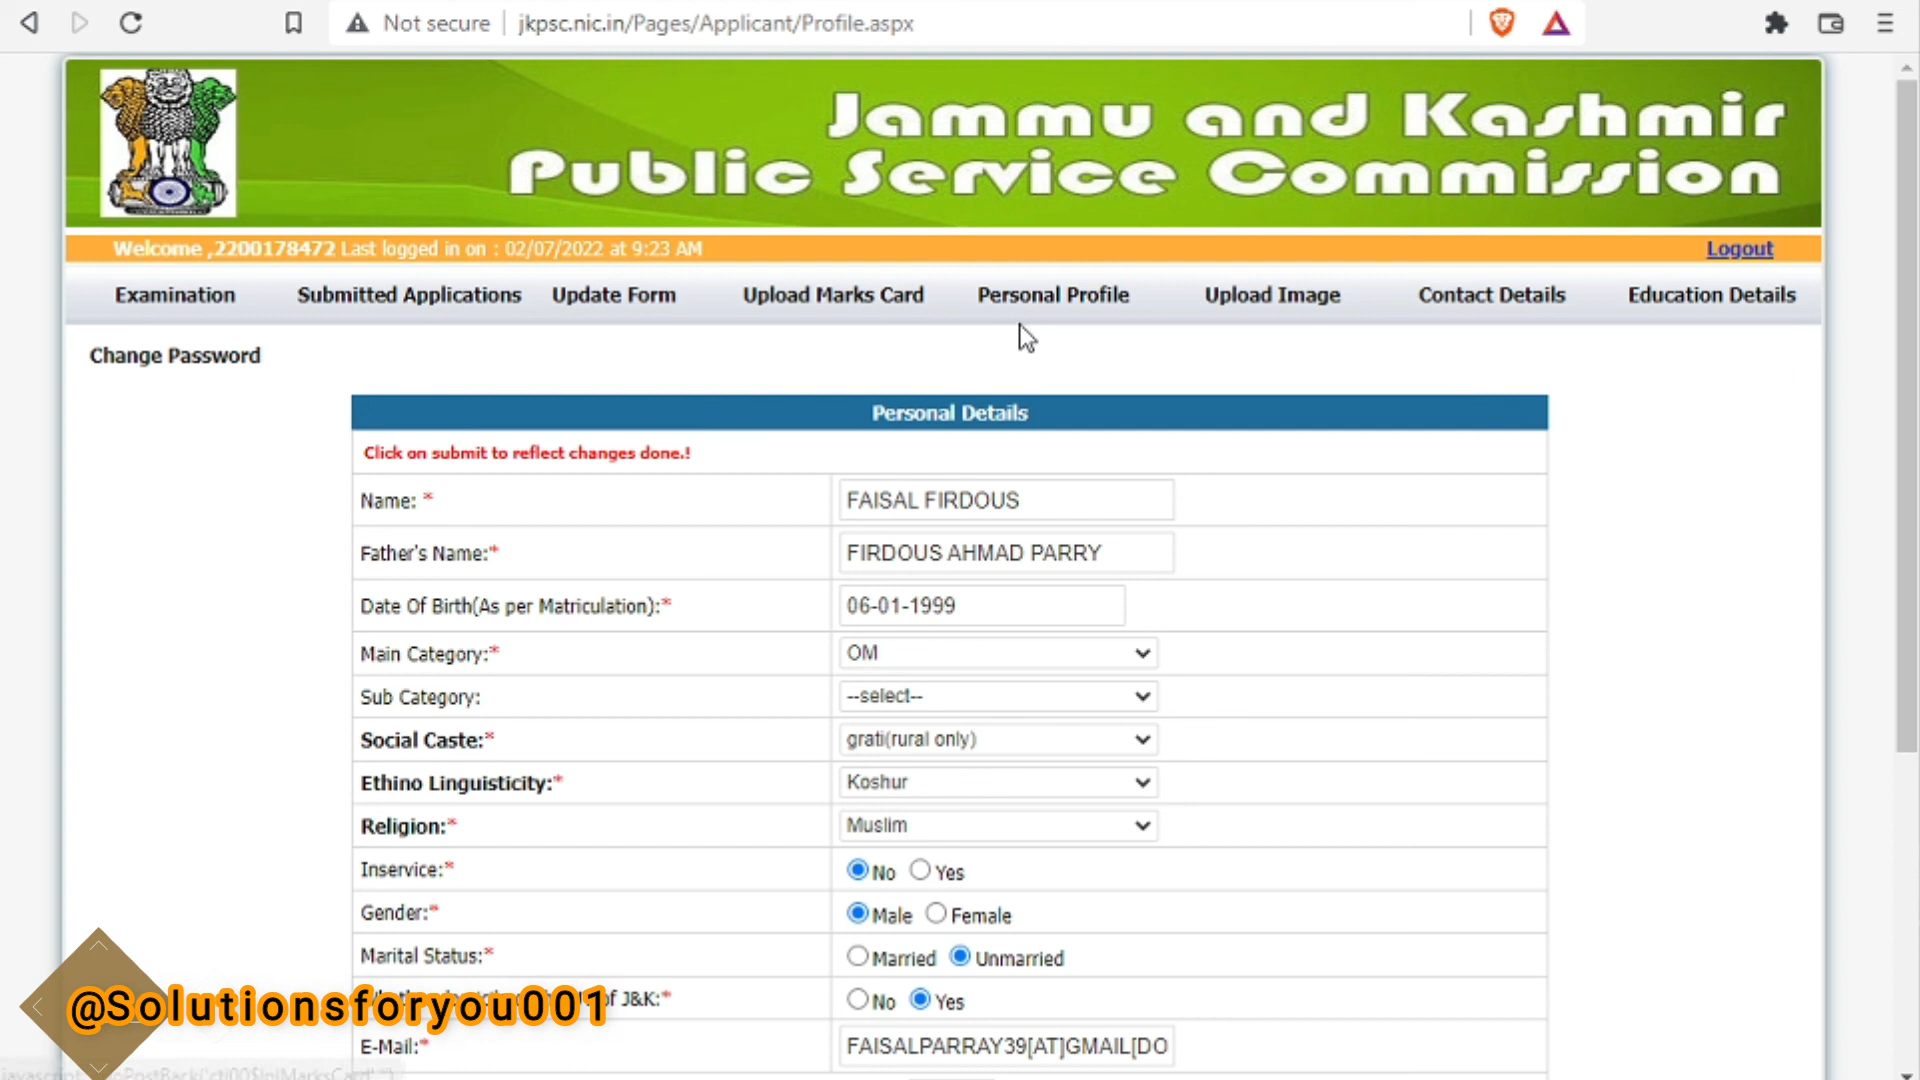 Not secure jkpsc.nic.in/Pages/Applicant/Profile.aspx
Jammu and Kashmir
Public Service Commission
Welcome ,2200178472 Last logged in on : 02/07/2022 at 9:23 AM Logout
Examination Submitted Applications Update Form Upload Marks Card Personal Profile Upload Image Contact Details Education Details
Change Password
Personal Details
Click on submit to reflect changes done.!
Name: * FAISAL FIRDOUS
Father's Name:* FIRDOUS AHMAD PARRY
Date Of Birth(As per Matriculation):* 06-01-1999
Main Category:* OM
Sub Category: --select--
Social Caste:* grati(rural only)
Ethino Linguisticity:* Koshur
Religion:* Muslim
Inservice:* No Yes
Gender:* Male Female
Marital Status:* Married Unmarried
of J&K:* No Yes
@Solutionsforyou001
E-Mail:* FAISALPARRAY39[AT]GMAIL[DO